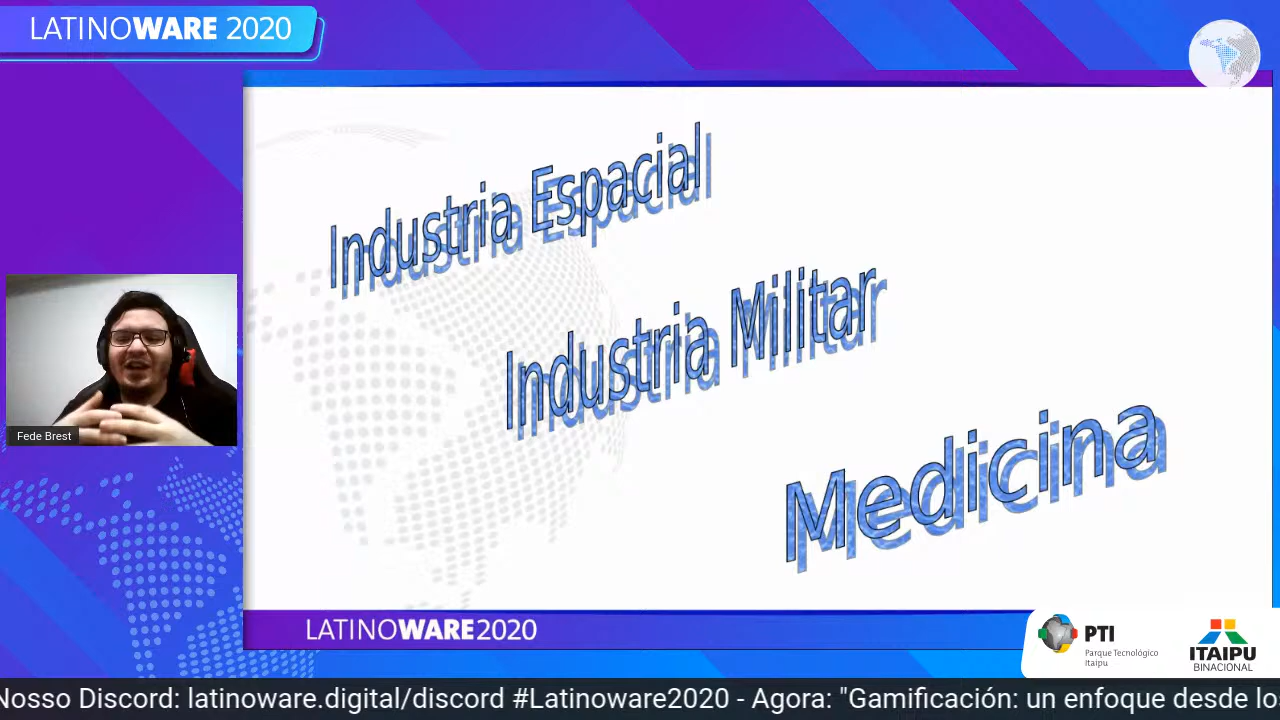 LATINOWARE 2020
Industria Espacial
Industria Militar
Medicina
Fede Brest
LATINOWARE2020
PTI
Parque Tecnológico
Itaipu
ITAIPU
BINACIONAL
Nosso Discord: latinoware.digital/discord #Latinoware2020 - Agora: "Gamificación: un enfoque desde lo